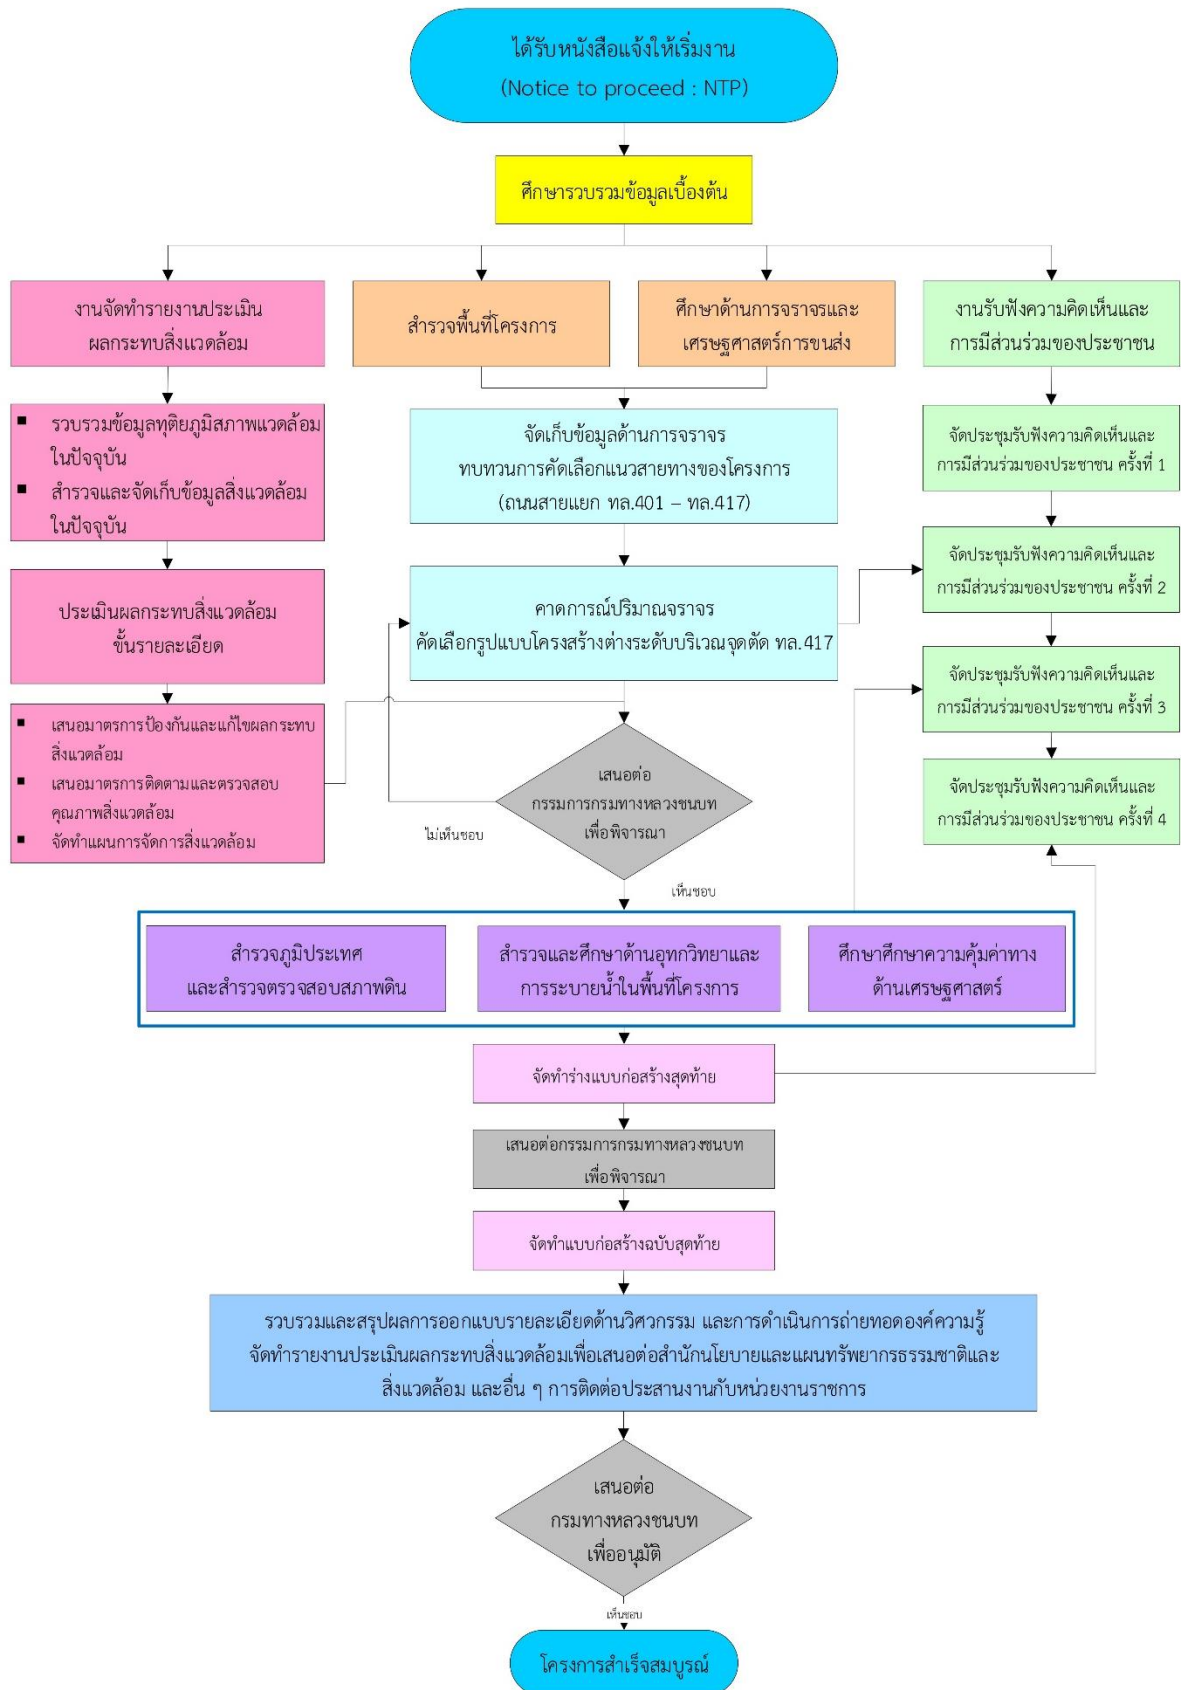 ได้รับหนังสือแจ้งให้เริ่มงาน
(Notice to proceed : NTP)
ศึกษารวบรวมข้อมูลเบื้องต้น
งานจัดทำรายงานประเมิน
ผลกระทบสิ่งแวดล้อม
สำรวจพื้นที่โครงการ
ศึกษาด้านการจราจรและ
เศรษฐศาสตร์การขนส่ง
งานรับฟังความคิดเห็นและ
การมีส่วนร่วมของประชาชน
■ รวบรวมข้อมูลทุติยภูมิสภาพแวดล้อม
ในปัจจุบัน
■ สำรวจและจัดเก็บข้อมูลสิ่งแวดล้อม
ในปัจจุบัน
จัดเก็บข้อมูลด้านการจราจร
ทบทวนการคัดเลือกแนวสายทางของโครงการ
(ถนนสายแยก ทล.401 – ทล.417)
จัดประชุมรับฟังความคิดเห็นและ
การมีส่วนร่วมของประชาชน ครั้งที่ 1
ประเมินผลกระทบสิ่งแวดล้อม
ขั้นรายละเอียด
คาดการณ์ปริมาณจราจร
คัดเลือกรูปแบบโครงสร้างต่างระดับบริเวณจุดตัด ทล.417
จัดประชุมรับฟังความคิดเห็นและ
การมีส่วนร่วมของประชาชน ครั้งที่ 2
จัดประชุมรับฟังความคิดเห็นและ
การมีส่วนร่วมของประชาชน ครั้งที่ 3
■ เสนอมาตรการป้องกันและแก้ไขผลกระทบ
สิ่งแวดล้อม
■ เสนอมาตรการติดตามและตรวจสอบ
คุณภาพสิ่งแวดล้อม
■ จัดทำแผนการจัดการสิ่งแวดล้อม
เสนอต่อ
กรรมการกรมทางหลวงชนบท
เพื่อพิจารณา
ไม่เห็นชอบ
จัดประชุมรับฟังความคิดเห็นและ
การมีส่วนร่วมของประชาชน ครั้งที่ 4
เห็นชอบ
สำรวจภูมิประเทศ
และสำรวจตรวจสอบสภาพดิน
สำรวจและศึกษาด้านอุทกวิทยาและ
การระบายน้ำในพื้นที่โครงการ
ศึกษาศึกษาความคุ้มค่าทาง
ด้านเศรษฐศาสตร์
จัดทำร่างแบบก่อสร้างสุดท้าย
เสนอต่อกรรมการกรมทางหลวงชนบท
เพื่อพิจารณา
จัดทำแบบก่อสร้างฉบับสุดท้าย
รวบรวมและสรุปผลการออกแบบรายละเอียดด้านวิศวกรรม และการดำเนินการถ่ายทอดองค์ความรู้
จัดทำรายงานประเมินผลกระทบสิ่งแวดล้อมเพื่อเสนอต่อสำนักนโยบายและแผนทรัพยากรธรรมชาติและ
สิ่งแวดล้อม และอื่น ๆ การติดต่อประสานงานกับหน่วยงานราชการ
เสนอต่อ
กรมทางหลวงชนบท
เพื่ออนุมัติ
เห็นชอบ
โครงการสำเร็จสมบูรณ์